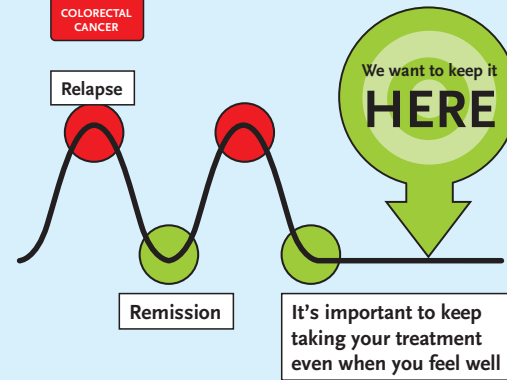 COLORECTAL
CANCER
Relapse
We want to keep it
HERE
Remission
It's important to keep
taking your treatment
even when you feel well